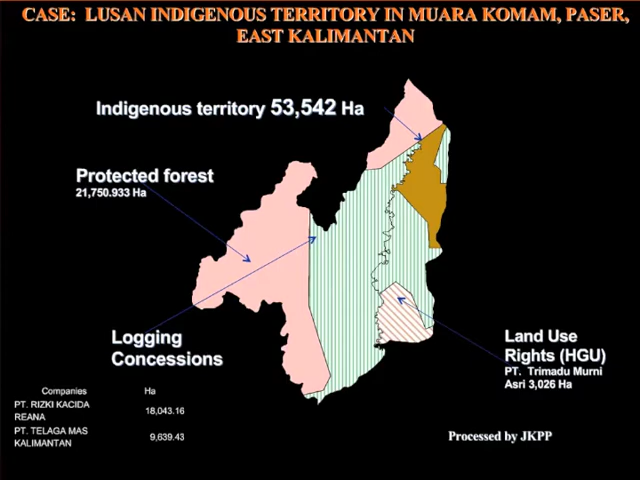 CASE: LUSAN INDIGENOUS TERRITORY IN MUARA KOMAM, PASER,
EAST KALIMANTAN
Indigenous territory 53,542 Ha
Protected forest
21,750.933 Ha
Logging
Concessions
Land Use
Rights (HGU)
PT. Trimadu Murni
Asri 3,026 Ha
Companies Ha
PT. RIZKI KACIDA
REANA 18,043.16
PT. TELAGA MAS
KALIMANTAN 9,639.43
Processed by JKPP